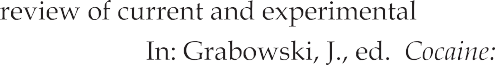 review of current and experimental
In: Grabowski, J., ed. Cocaine: